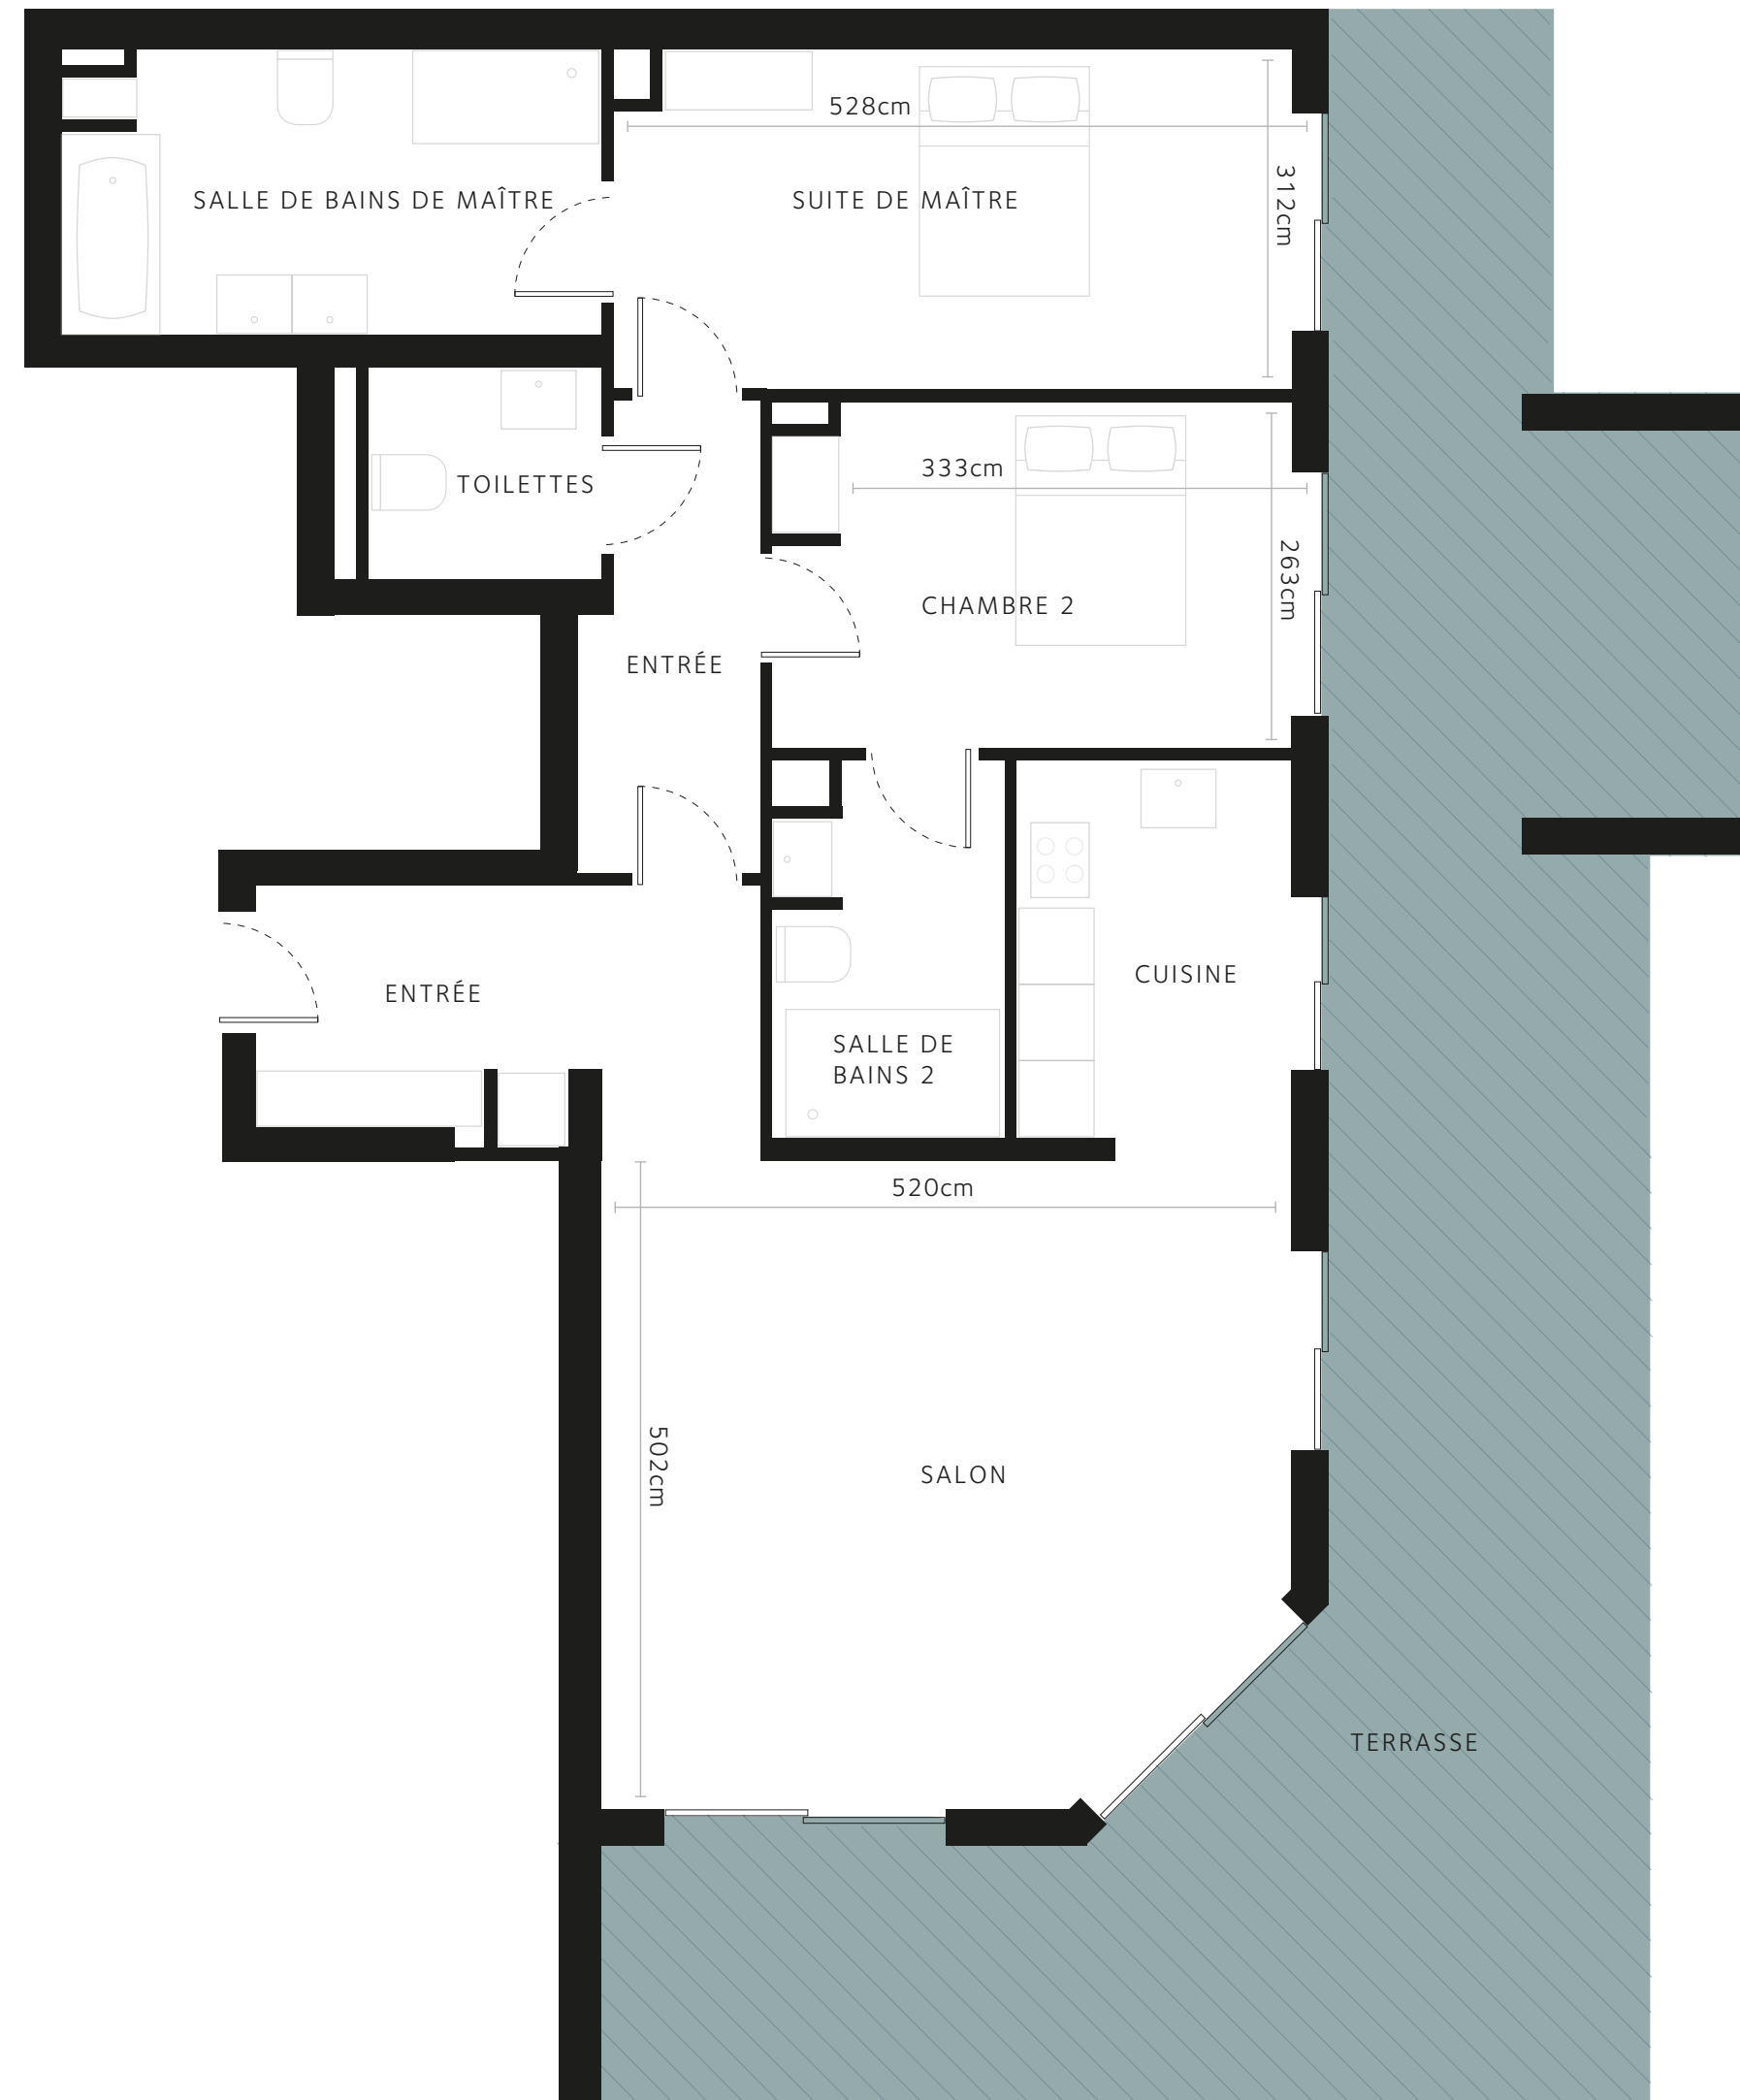 528cm
SALLE DE BAINS DE MAÎTRE
SUITE DE MAÎTRE
312cm
333cm
TOILETTES
263cm
CHAMBRE 2
ENTRÉE
CUISINE
ENTRÉE
SALLE DE
BAINS 2
520cm
502cm
SALON
TERRASSE